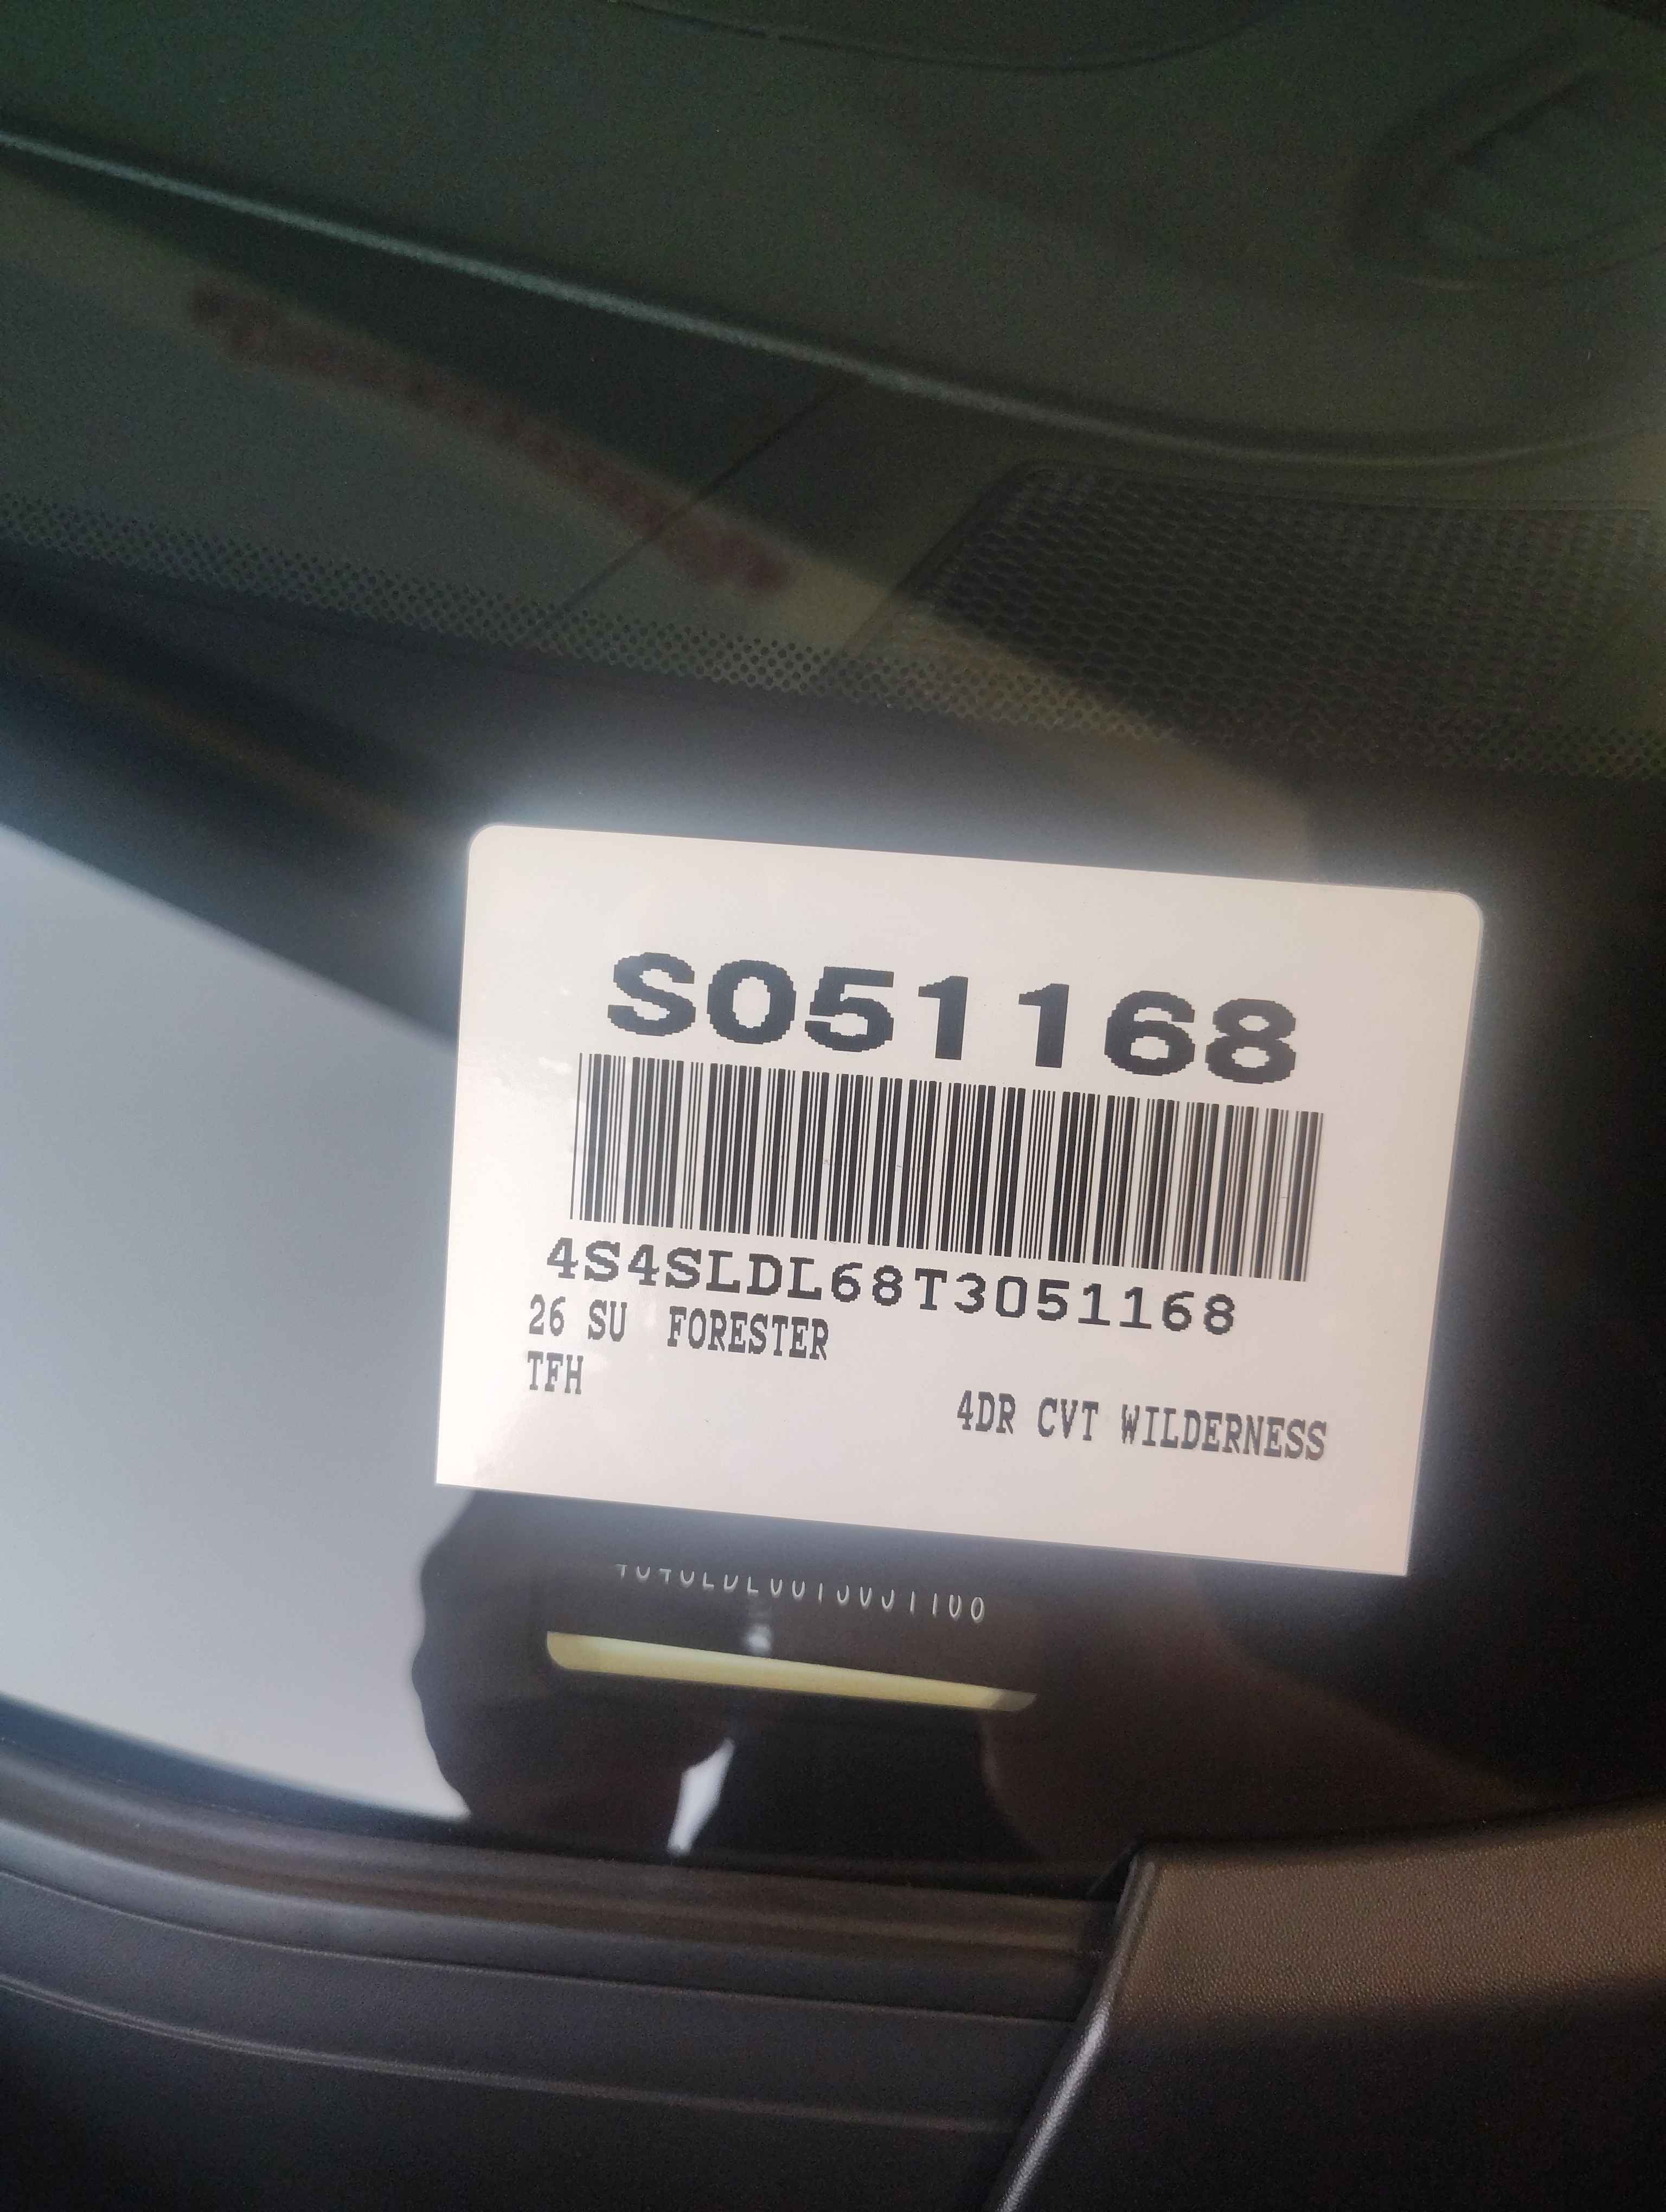 S051168
4S4SLDL68T3051168
26 SU FORESTER
TFH
4DR CVT WILDERNESS